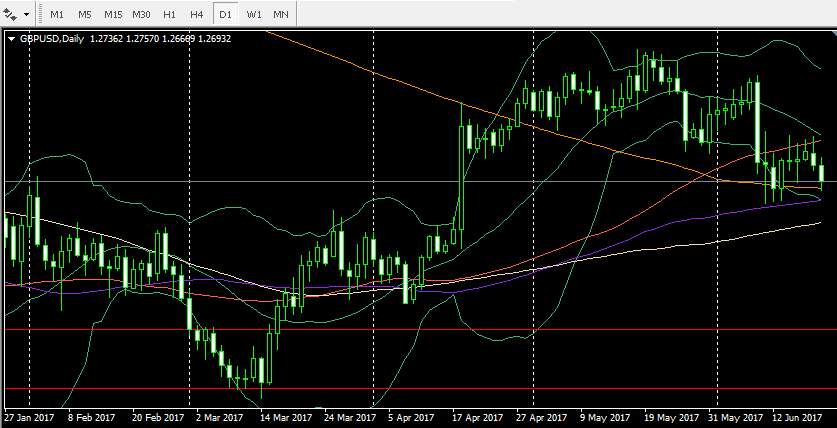 M1 M5 M15 M30 H1 H4 D1 W1 MN
GBPUSD,Daily 1.27362 1.27570 1.26669 1.26932
27 Jan 2017 8 Feb 2017 20 Feb 2017 2 Mar 2017 14 Mar 2017 24 Mar 2017 5 Apr 2017 17 Apr 2017 27 Apr 2017 9 May 2017 19 May 2017 31 May 2017 12 Jun 2017